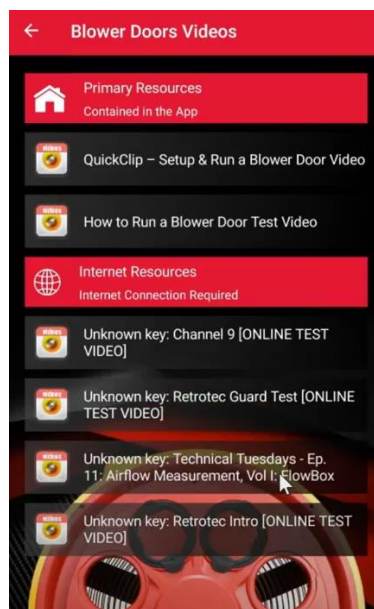 Blower Doors Videos
Primary Resources
Contained in the App
QuickClip – Setup & Run a Blower Door Video
How to Run a Blower Door Test Video
Internet Resources
Internet Connection Required
Unknown key: Channel 9 [ONLINE TEST
VIDEO]
Unknown key: Retrotec Guard Test [ONLINE
TEST VIDEO]
Unknown key: Technical Tuesdays - Ep.
11: Airflow Measurement, Vol I: FlowBox
Unknown key: Retrotec Intro [ONLINE TEST
VIDEO]